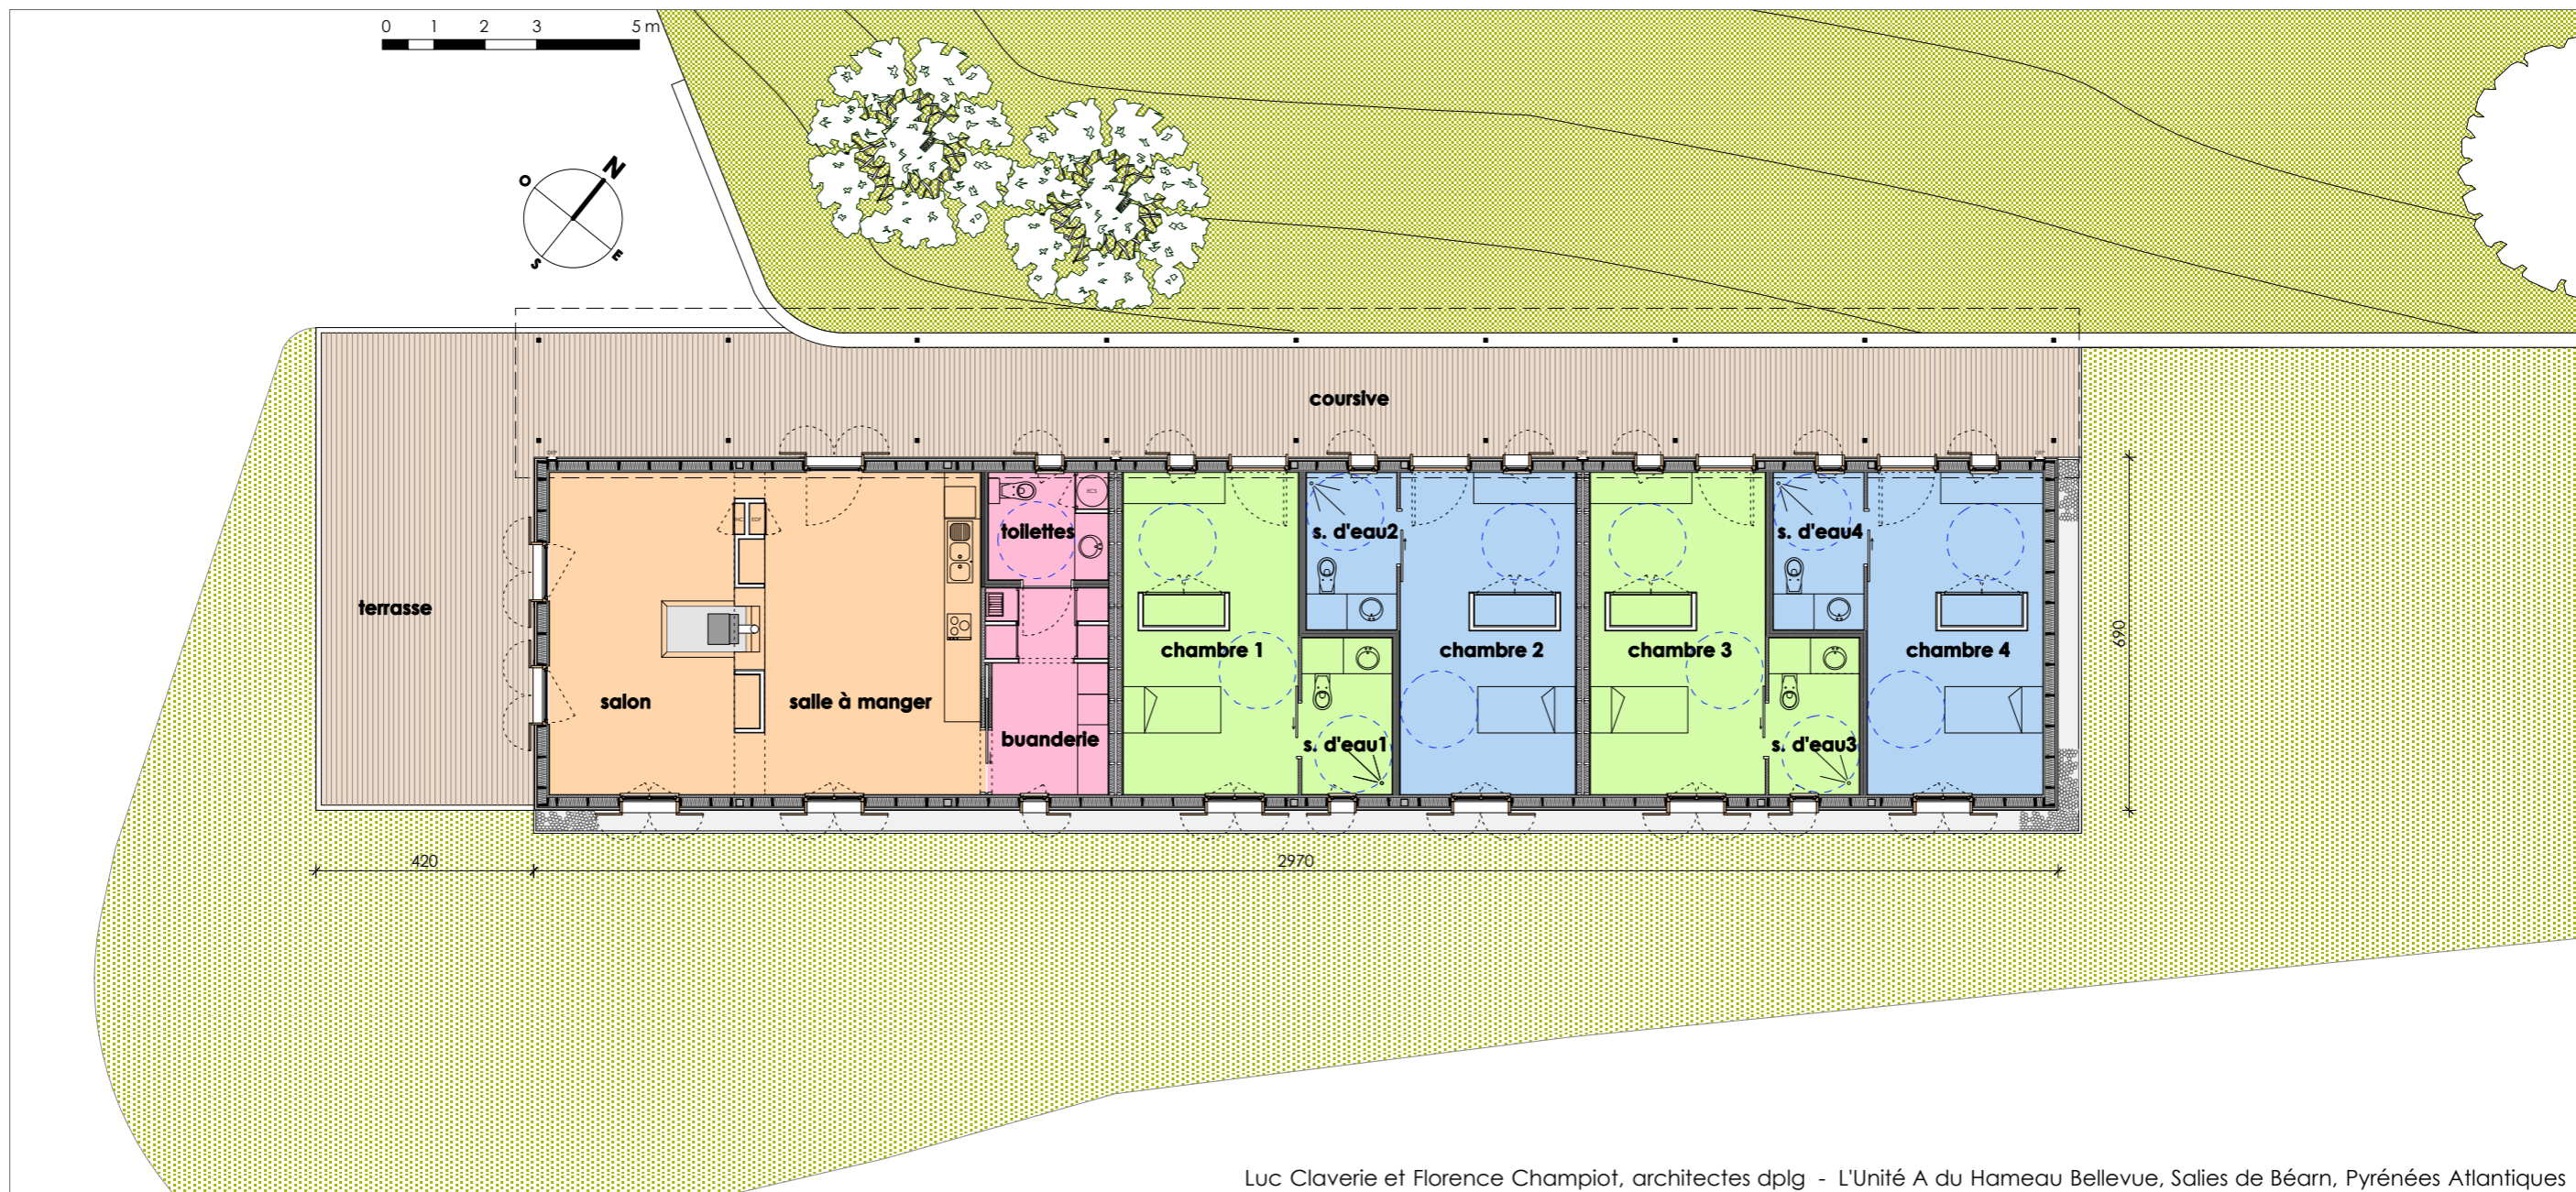 0 1 2 3 5 m
N
O
S
E
coursive
terrasse
salon
salle à manger
toilettes
ECS
EDF
buanderie
chambre 1
s. d'eau1
s. d'eau2
chambre 2
chambre 3
s. d'eau3
s. d'eau4
chambre 4
690
420
2970
Luc Claverie et Florence Champiot, architectes dplg - L'Unité A du Hameau Bellevue, Salies de Béarn, Pyrénées Atlantiques